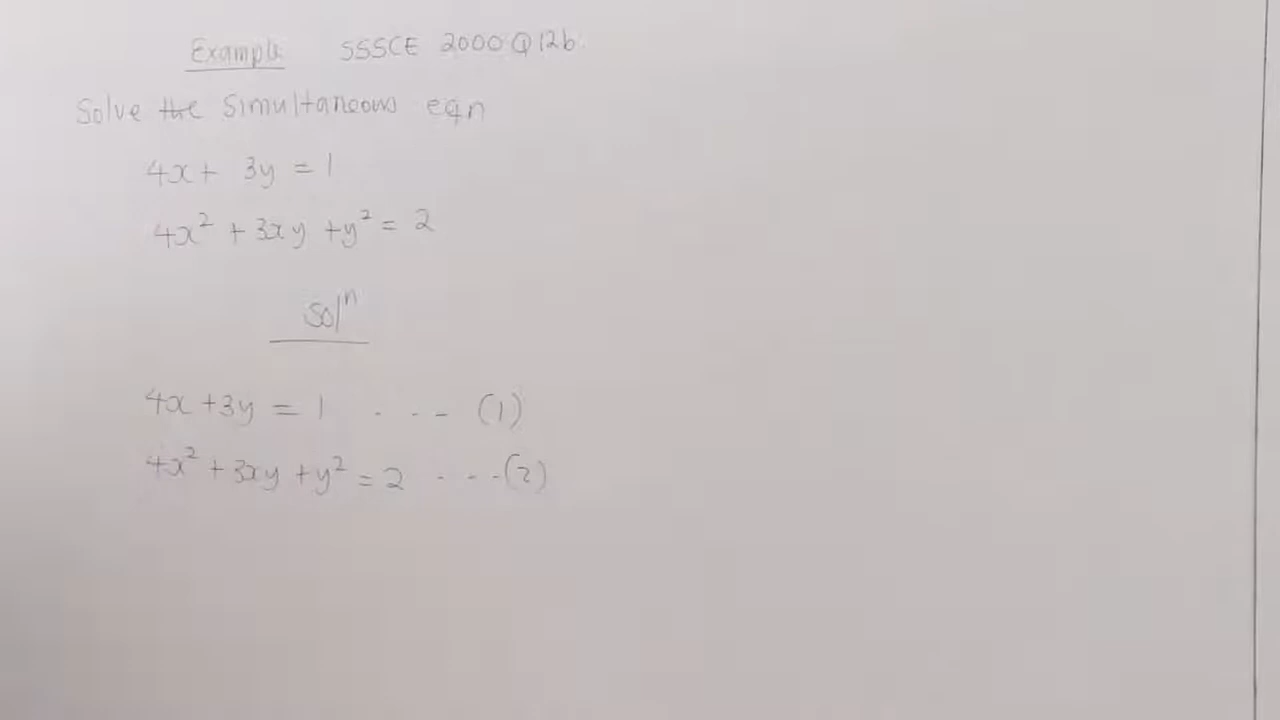 Example SSSCE 2000 Q12b.
Solve the simultaneous eqn
4x + 3y = 1
4x² + 3xy + y² = 2
Solⁿ
4x + 3y = 1 . . - - (1)
4x² + 3xy + y² = 2 . - - - (2)